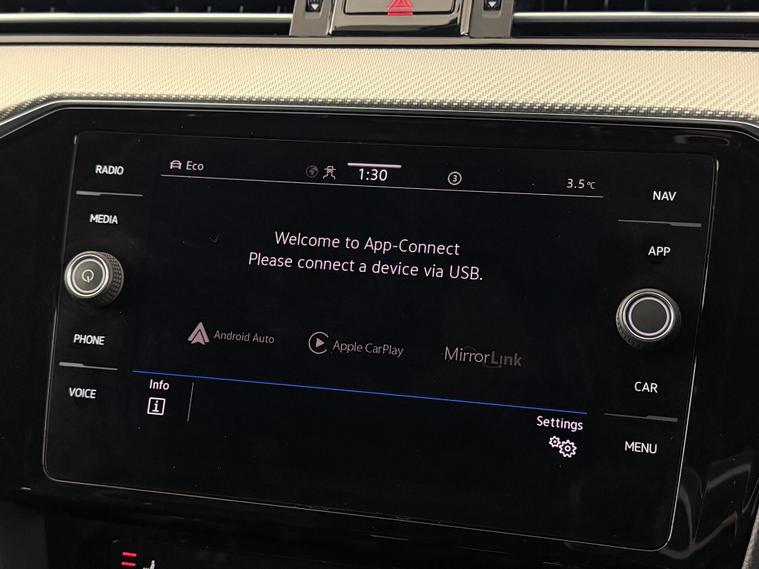 RADIO
MEDIA
PHONE
VOICE
Eco
1:30
3
3.5°C
Welcome to App-Connect
Please connect a device via USB.
Android Auto
Apple CarPlay
MirrorLink
Info
i
Settings
NAV
APP
CAR
MENU